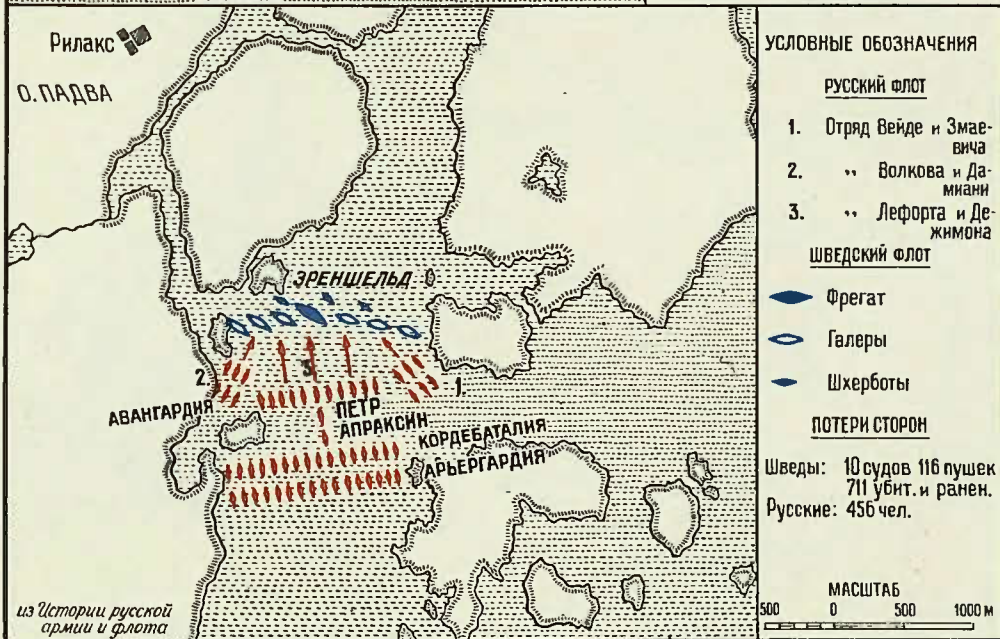 Рилакс
О. ПАДВА
ЭРЕНШЕЛЬД
2.
3
1.
АВАНГАРДИЯ
ПЕТР
АПРАКСИН
КОРДЕБАТАЛИЯ
АРЬЕРГАРДИЯ
из Истории русской
армии и флота
УСЛОВНЫЕ ОБОЗНАЧЕНИЯ
РУССКИЙ ФЛОТ
1. Отряд Вейде и Змае-
вича
2. „ Волкова и Да-
миани
3. „ Лефорта и Де-
жимона
ШВЕДСКИЙ ФЛОТ
Фрегат
Галеры
Шхерботы
ПОТЕРИ СТОРОН
Шведы: 10 судов 116 пушек
711 убит. и ранен.
Русские: 456 чел.
МАСШТАБ
500 0 500 1000 м